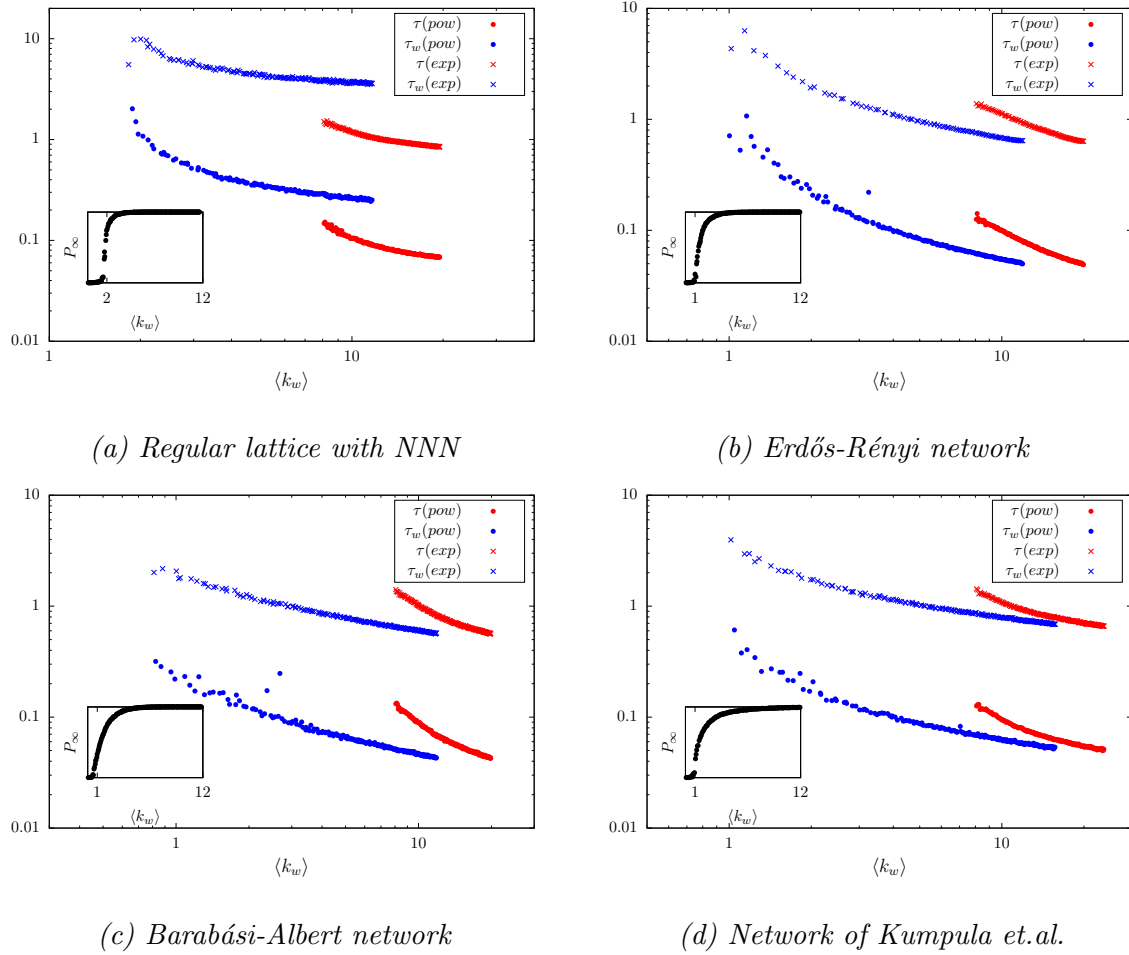 10
1
0.1
0.01
1
10
⟨k_w⟩
τ(pow)
τ_w(pow)
τ(exp)
τ_w(exp)
P_∞
2
12
⟨k_w⟩
(a) Regular lattice with NNN
10
1
0.1
0.01
1
10
⟨k_w⟩
τ(pow)
τ_w(pow)
τ(exp)
τ_w(exp)
P_∞
1
12
⟨k_w⟩
(b) Erdős-Rényi network
10
1
0.1
0.01
1
10
⟨k_w⟩
τ(pow)
τ_w(pow)
τ(exp)
τ_w(exp)
P_∞
1
12
⟨k_w⟩
(c) Barabási-Albert network
10
1
0.1
0.01
1
10
⟨k_w⟩
τ(pow)
τ_w(pow)
τ(exp)
τ_w(exp)
P_∞
1
12
⟨k_w⟩
(d) Network of Kumpula et.al.